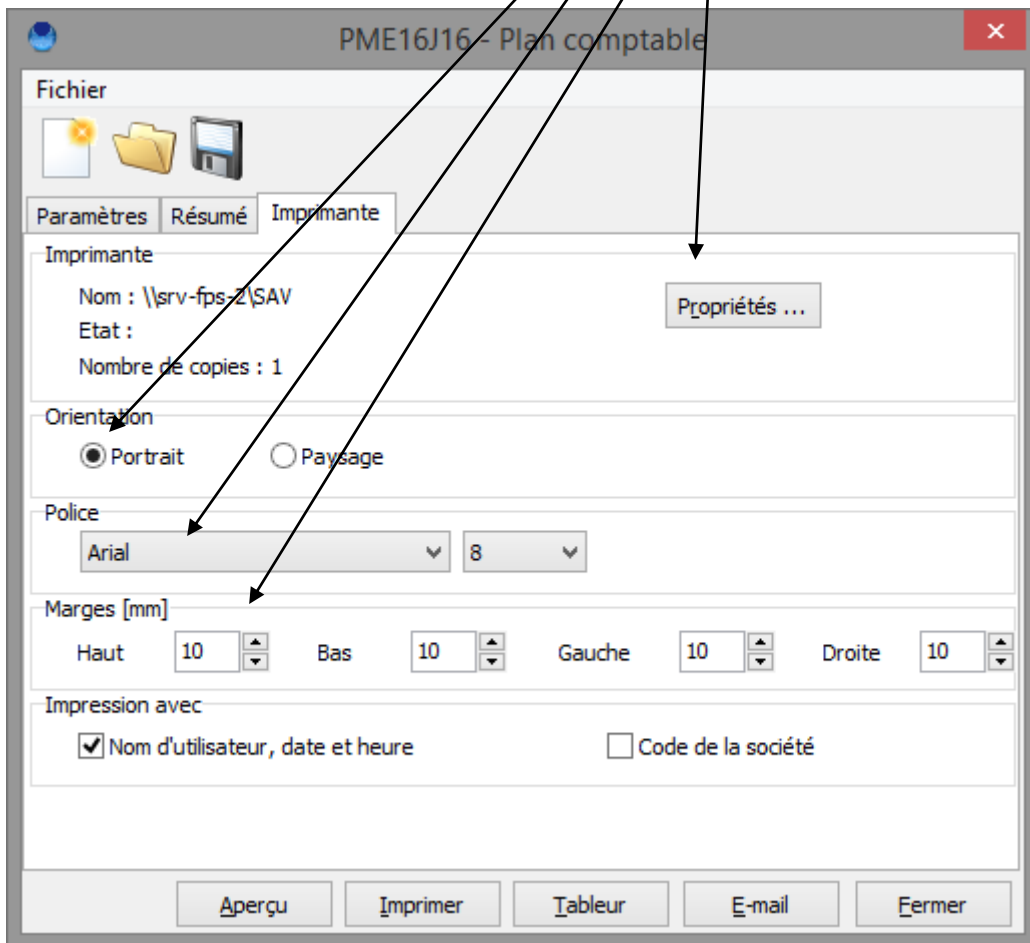 PME16J16 - Plan comptable
Fichier
Paramètres Résumé Imprimante
Imprimante
Nom : \\srv-fps-2\SAV
Propriétés ...
Etat :
Nombre de copies : 1
Orientation
Portrait Paysage
Police
Arial 8
Marges [mm]
Haut 10 Bas 10 Gauche 10 Droite 10
Impression avec
Nom d'utilisateur, date et heure Code de la société
Aperçu Imprimer Tableur E-mail Fermer